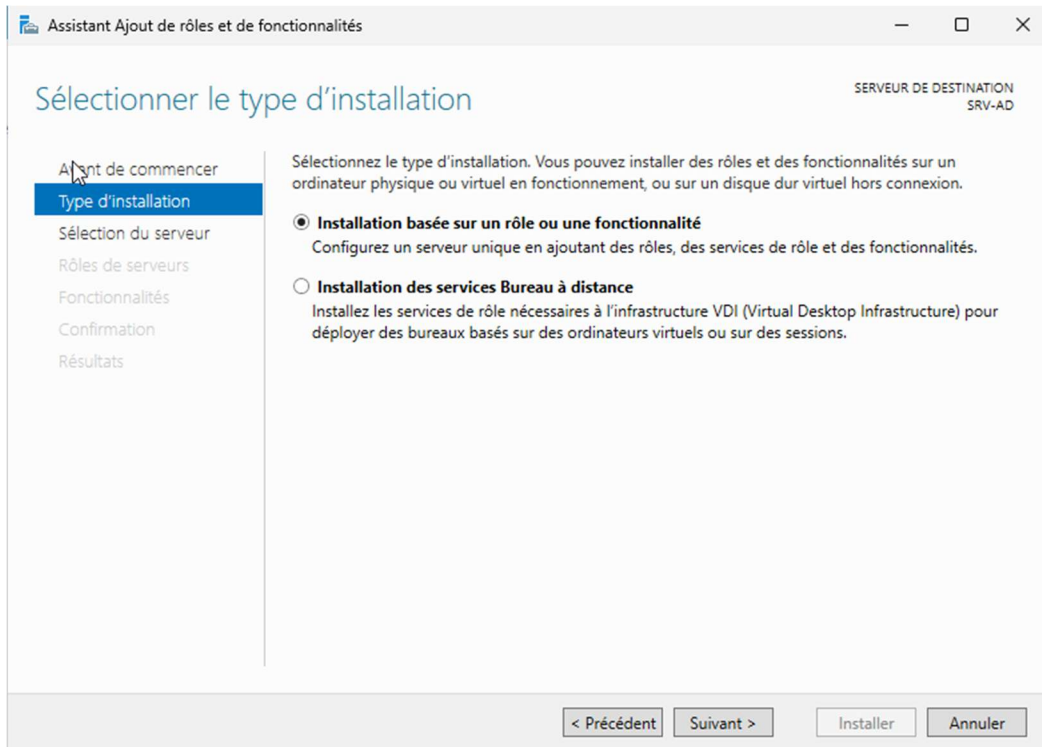 Assistant Ajout de rôles et de fonctionnalités
Sélectionner le type d’installation
SERVEUR DE DESTINATION
SRV-AD
Avant de commencer
Type d’installation
Sélection du serveur
Rôles de serveurs
Fonctionnalités
Confirmation
Résultats
Sélectionnez le type d’installation. Vous pouvez installer des rôles et des fonctionnalités sur un
ordinateur physique ou virtuel en fonctionnement, ou sur un disque dur virtuel hors connexion.
Installation basée sur un rôle ou une fonctionnalité
Configurez un serveur unique en ajoutant des rôles, des services de rôle et des fonctionnalités.
Installation des services Bureau à distance
Installez les services de rôle nécessaires à l’infrastructure VDI (Virtual Desktop Infrastructure) pour
déployer des bureaux basés sur des ordinateurs virtuels ou sur des sessions.
< Précédent
Suivant >
Installer
Annuler